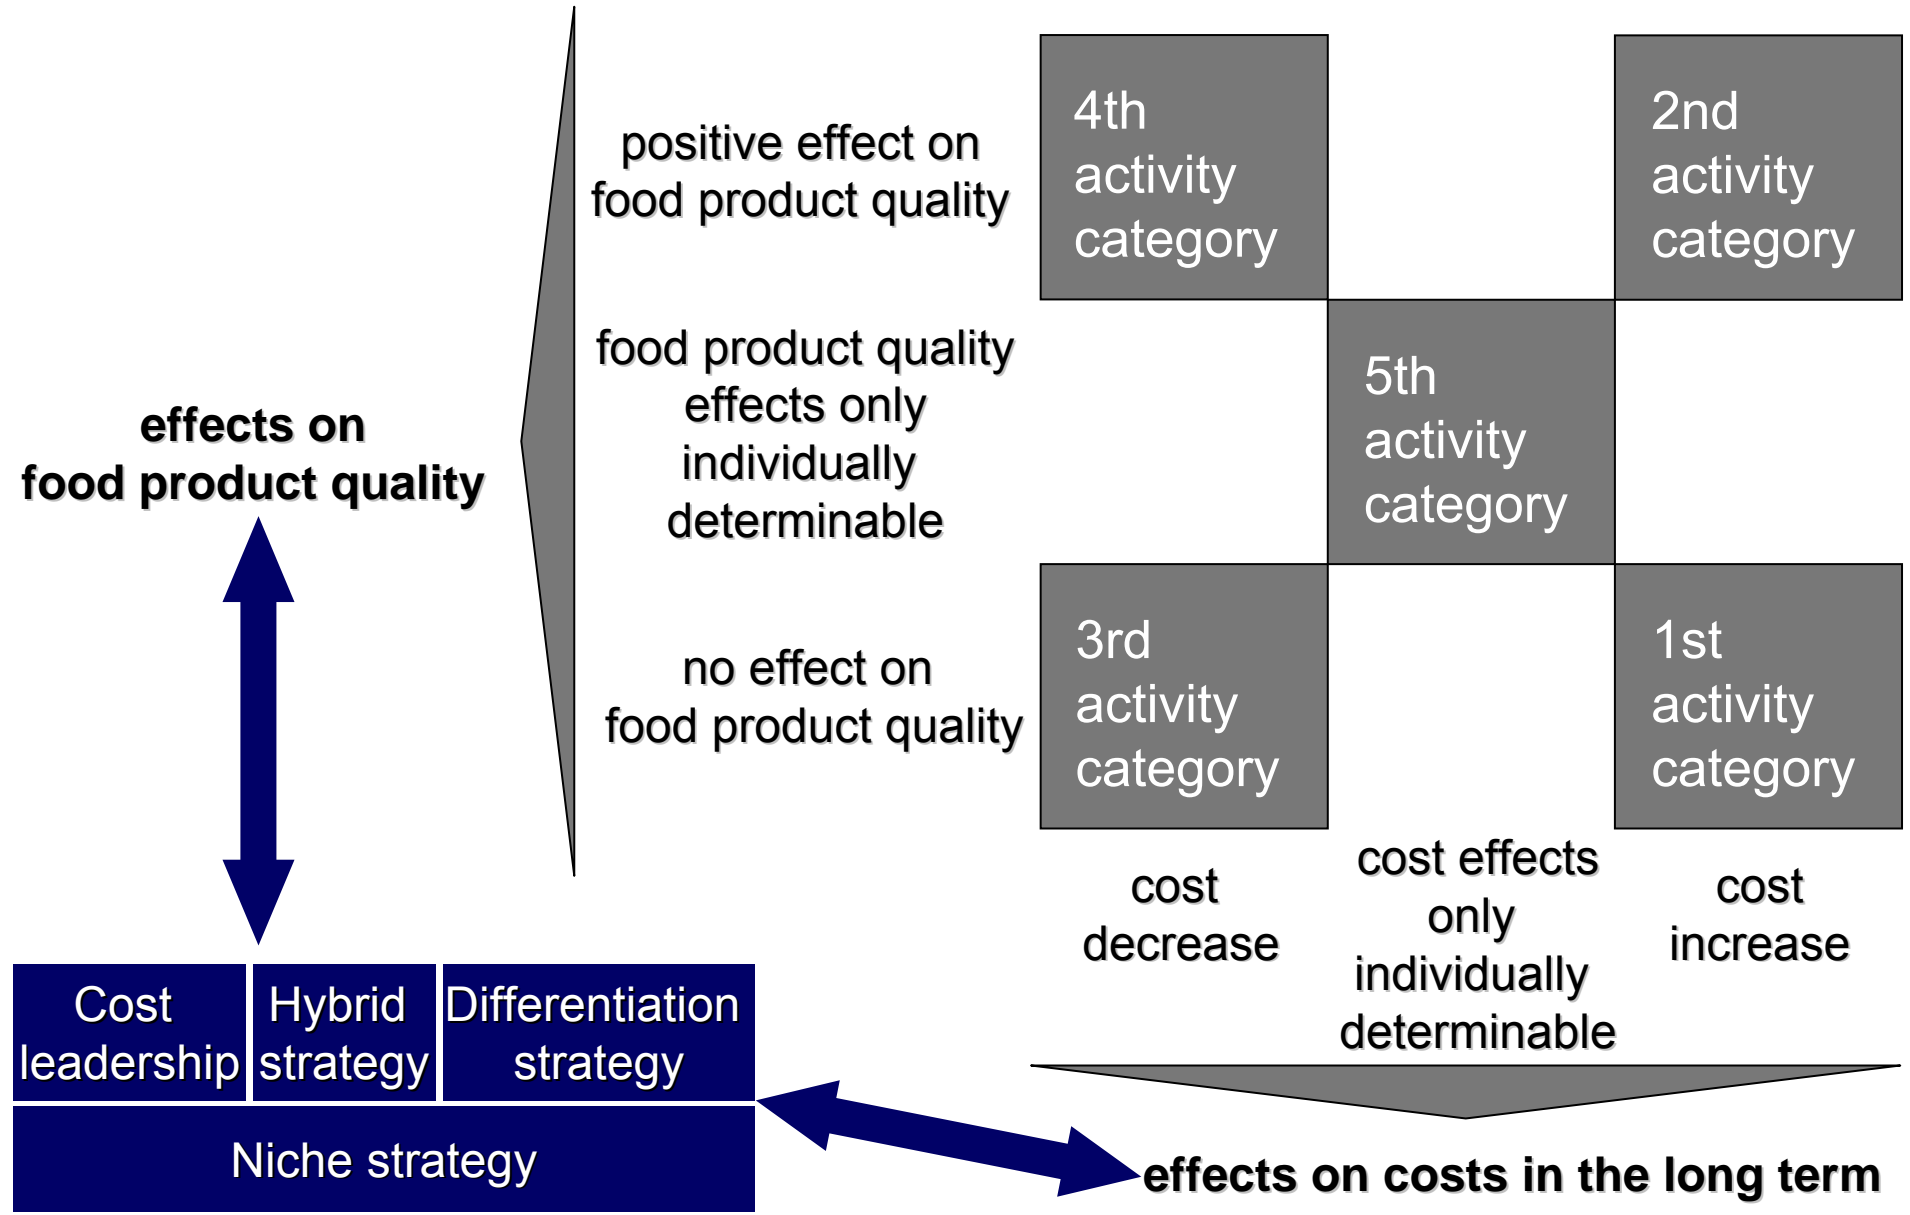 4th
activity
category
2nd
activity
category
positive effect on
food product quality
5th
activity
category
food product quality
effects only
individually
determinable
effects on
food product quality
3rd
activity
category
1st
activity
category
no effect on
food product quality
cost
decrease
cost effects
only
individually
determinable
cost
increase
Cost
leadership
Hybrid
strategy
Differentiation
strategy
Niche strategy
effects on costs in the long term